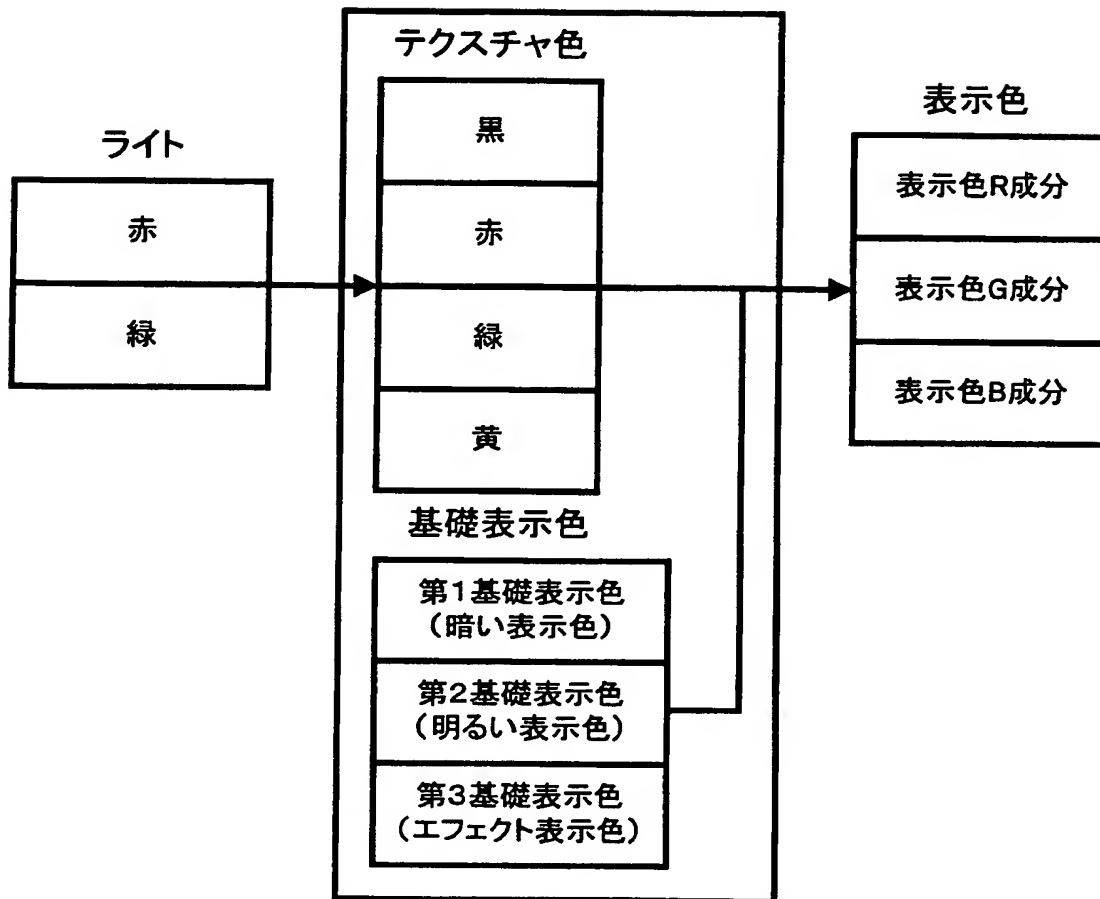 ライト
赤
緑
テクスチャ色
黒
赤
緑
黄
基礎表示色
第1基礎表示色
(暗い表示色)
第2基礎表示色
(明るい表示色)
第3基礎表示色
(エフェクト表示色)
表示色
表示色R成分
表示色G成分
表示色B成分